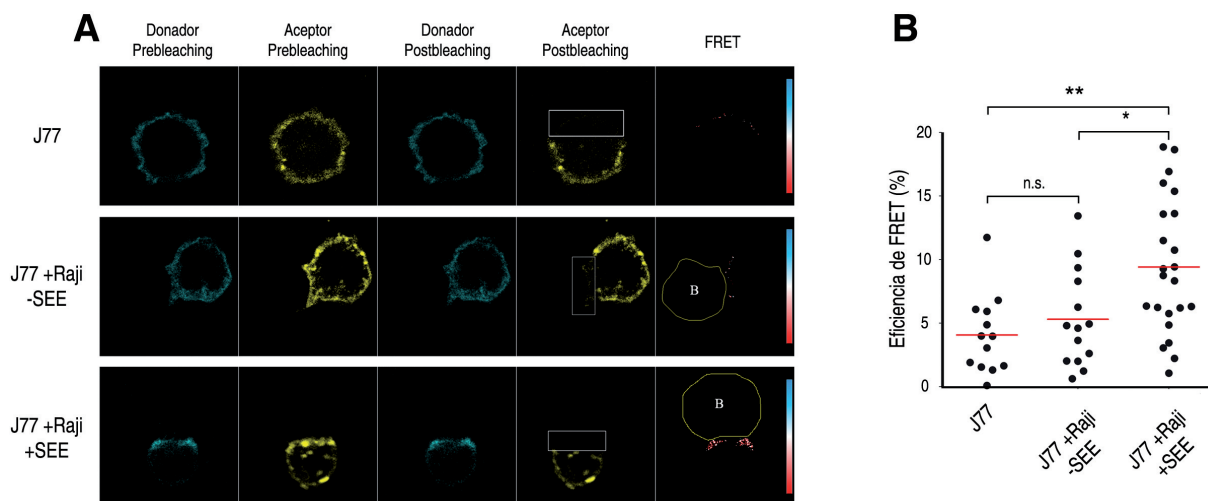 A
Donador
Prebleaching
Aceptor
Prebleaching
Donador
Postbleaching
Aceptor
Postbleaching
FRET
J77
J77 +Raji
-SEE
B
J77 +Raji
+SEE
B
B
**
*
n.s.
Eficiencia de FRET (%)
20
15
10
5
0
J77
J77 +Raji
-SEE
J77 +Raji
+SEE